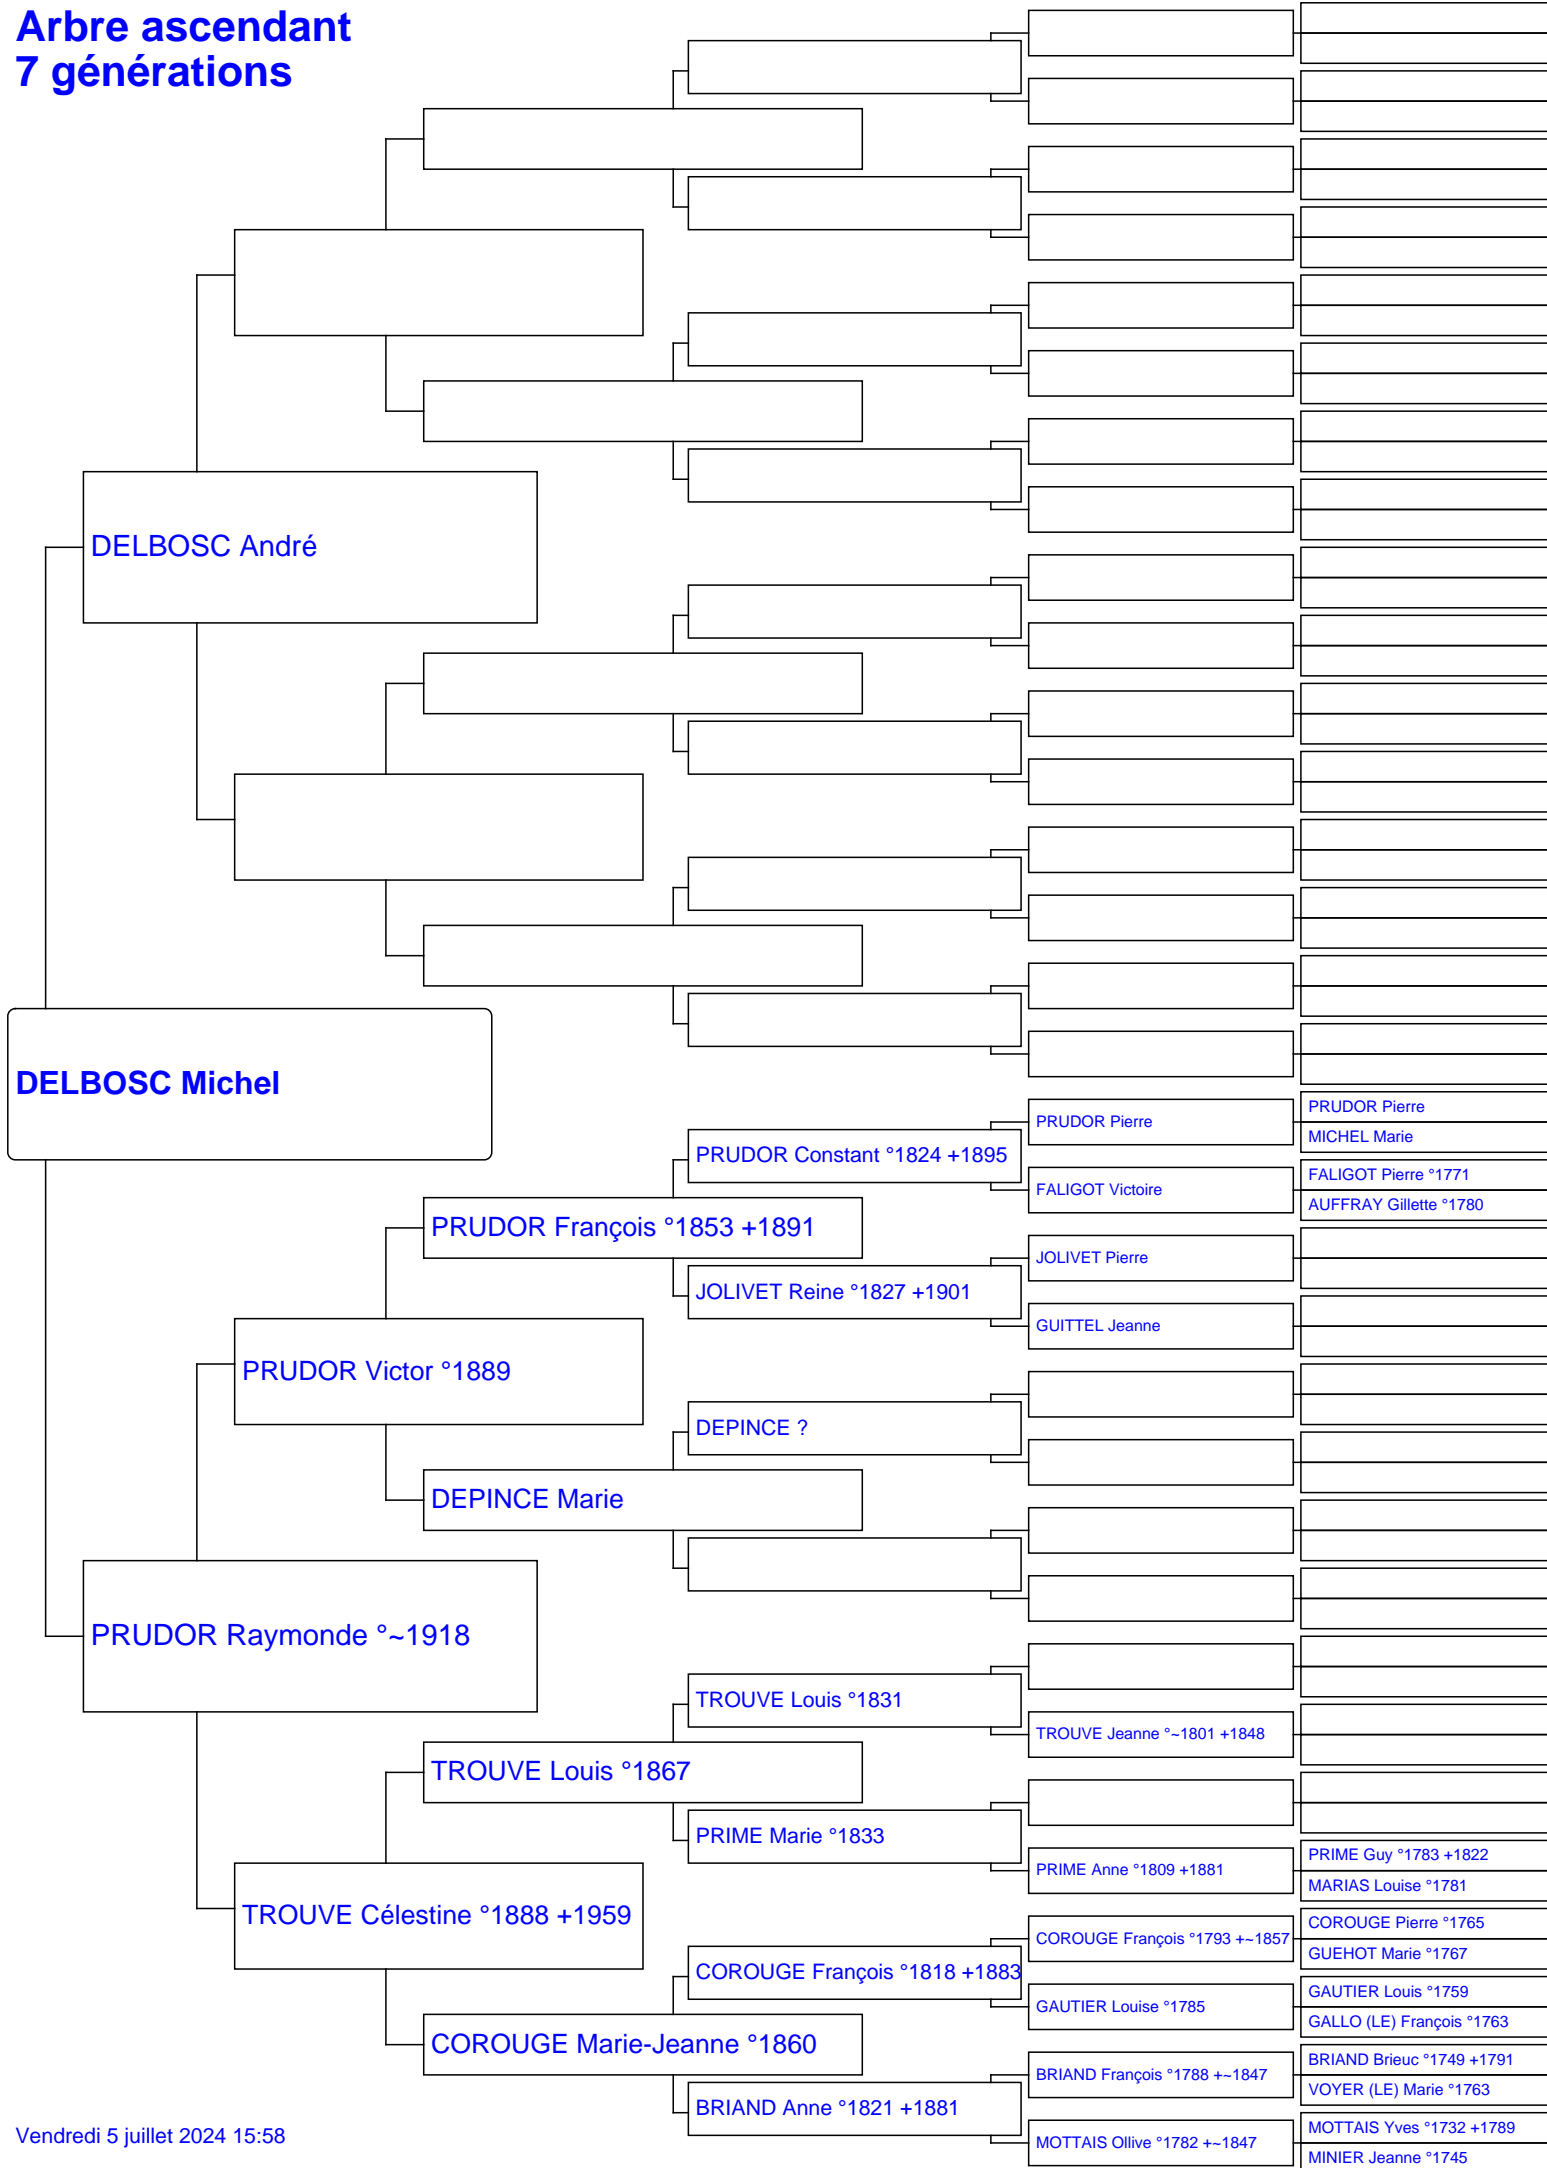 Arbre ascendant
7 générations
DELBOSC Michel
DELBOSC André
PRUDOR Raymonde °~1918
PRUDOR Victor °1889
TROUVE Célestine °1888 +1959
PRUDOR François °1853 +1891
DEPINCE Marie
TROUVE Louis °1867
COROUGE Marie-Jeanne °1860
PRUDOR Constant °1824 +1895
JOLIVET Reine °1827 +1901
DEPINCE ?
TROUVE Louis °1831
PRIME Marie °1833
COROUGE François °1818 +1883
BRIAND Anne °1821 +1881
PRUDOR Pierre
FALIGOT Victoire
JOLIVET Pierre
GUITTEL Jeanne
TROUVE Jeanne °~1801 +1848
PRIME Anne °1809 +1881
COROUGE François °1793 +~1857
GAUTIER Louise °1785
BRIAND François °1788 +~1847
MOTTAIS Ollive °1782 +~1847
PRUDOR Pierre
MICHEL Marie
FALIGOT Pierre °1771
AUFFRAY Gillette °1780
PRIME Guy °1783 +1822
MARIAS Louise °1781
COROUGE Pierre °1765
GUEHOT Marie °1767
GAUTIER Louis °1759
GALLO (LE) François °1763
BRIAND Brieuc °1749 +1791
VOYER (LE) Marie °1763
MOTTAIS Yves °1732 +1789
MINIER Jeanne °1745
Vendredi 5 juillet 2024 15:58